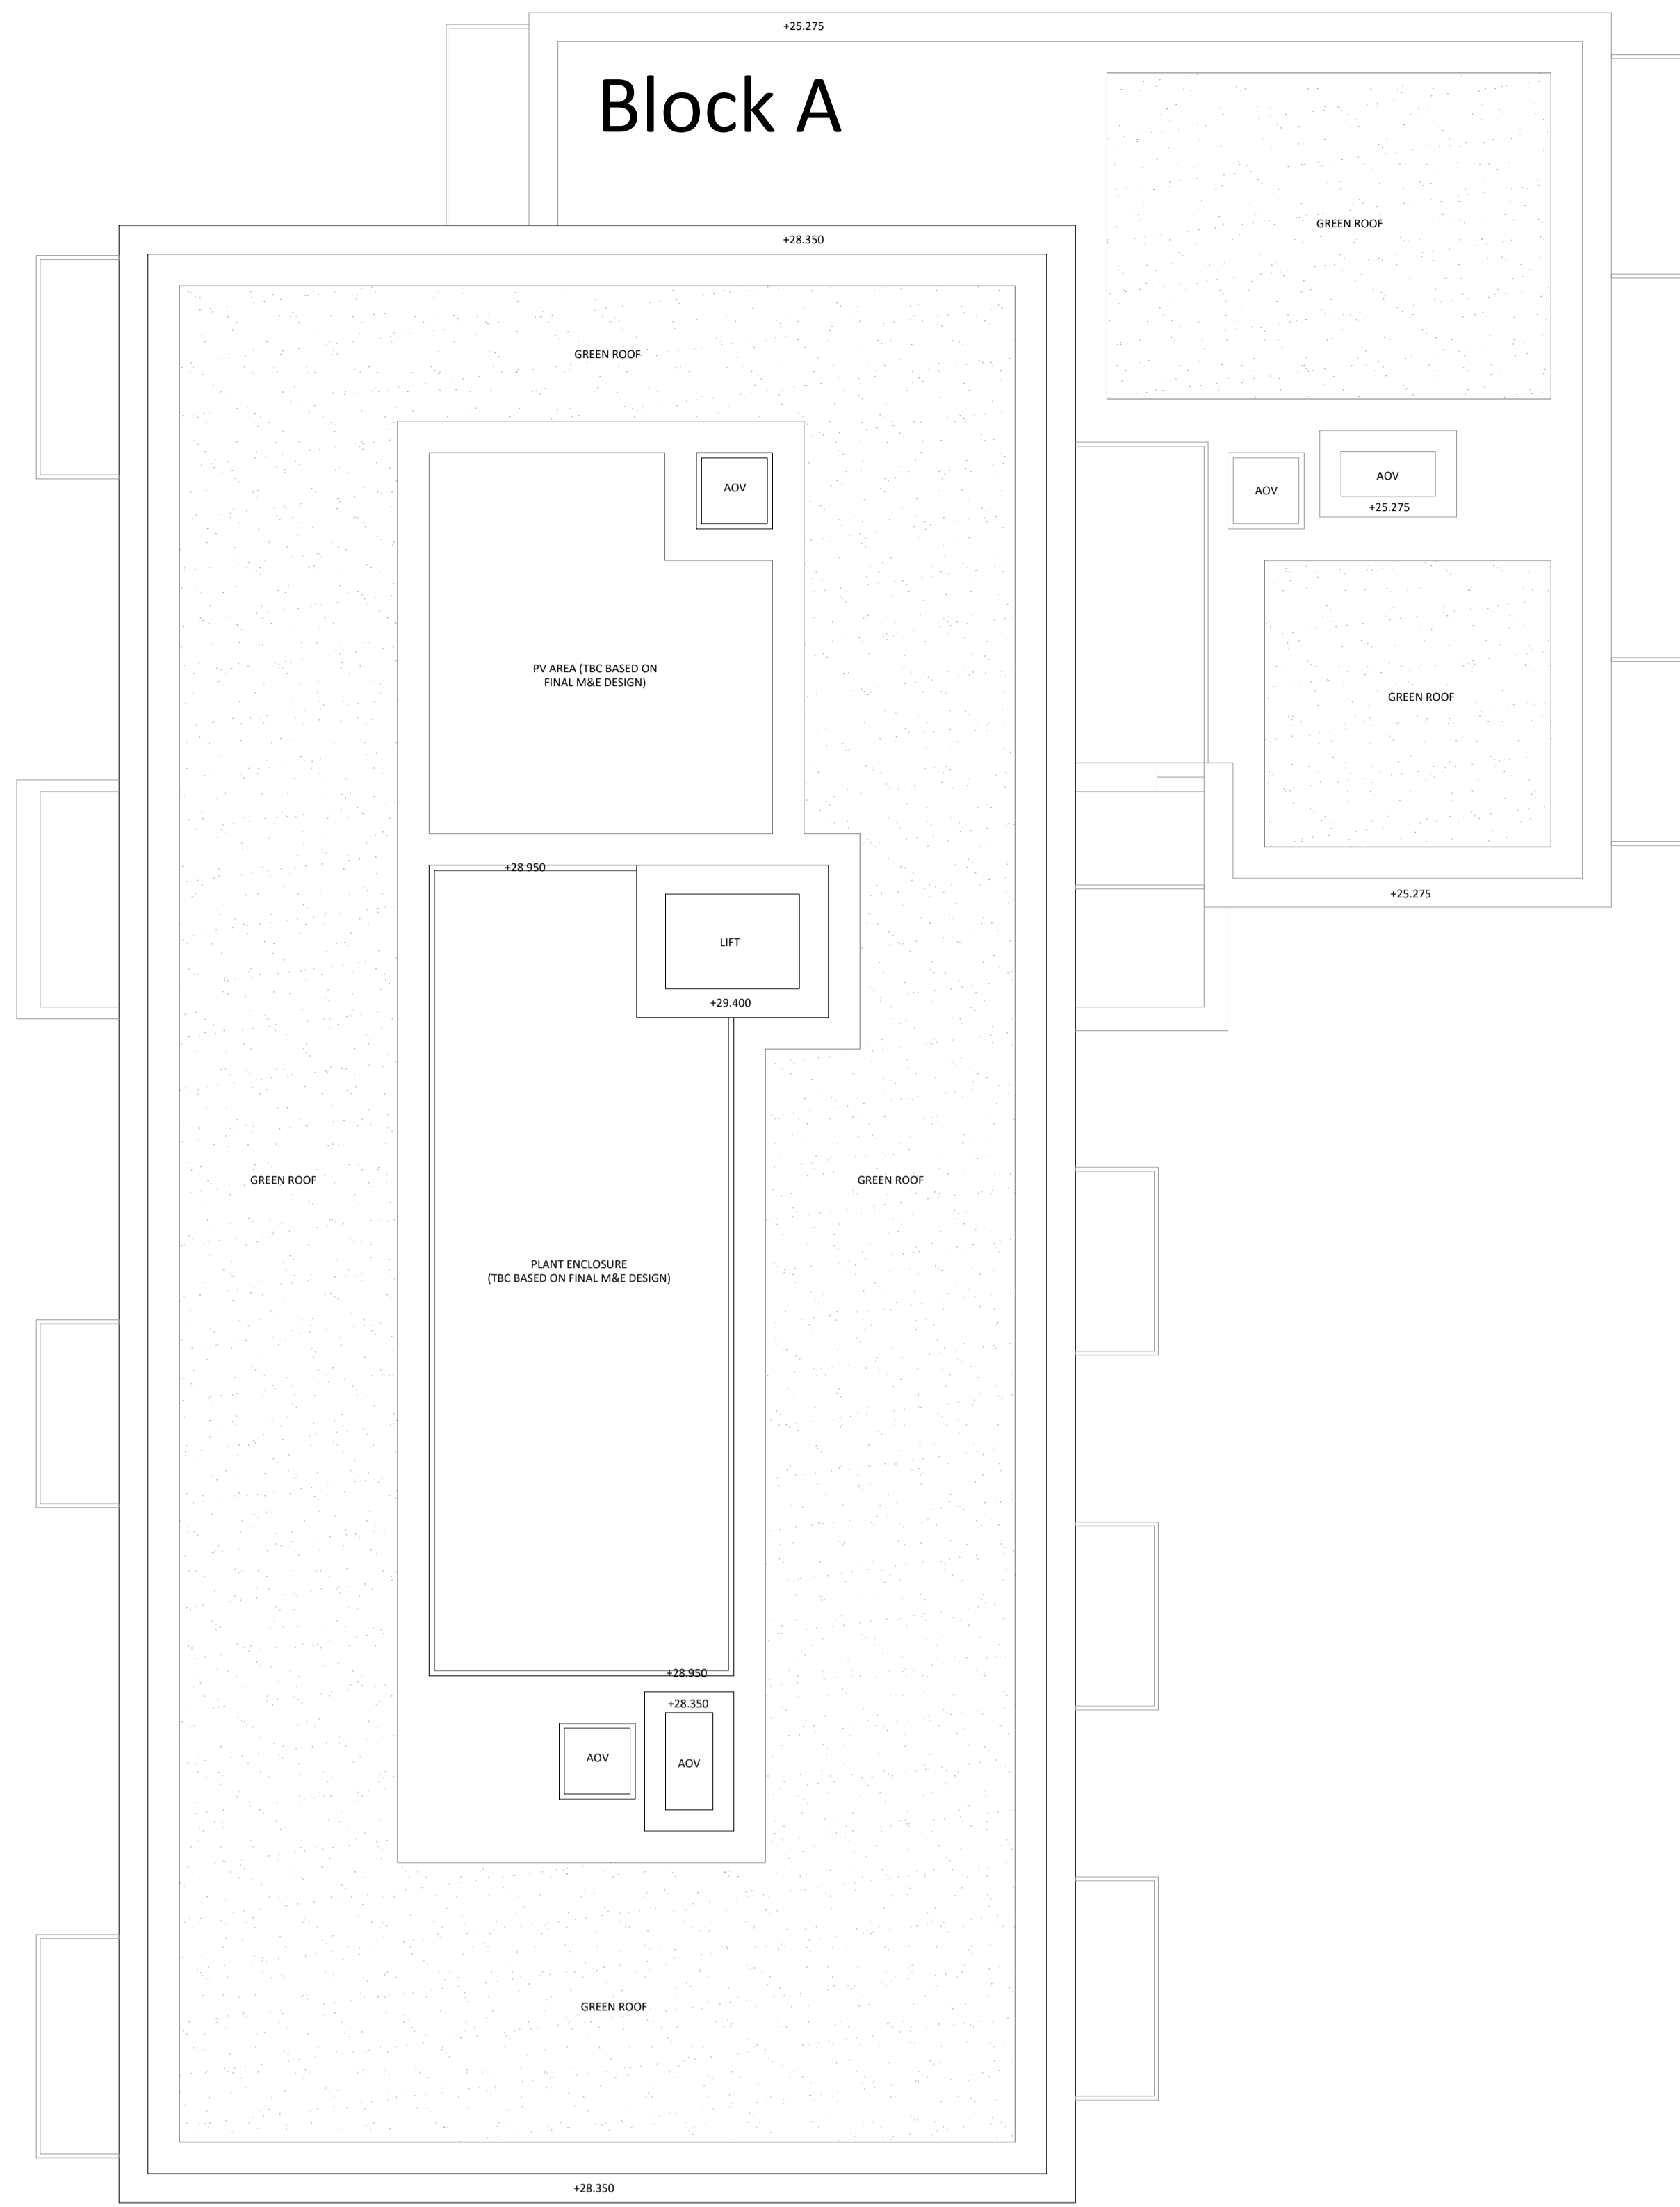 +25.275
Block A
GREEN ROOF
+28.350
GREEN ROOF
AOV
AOV
AOV
+25.275
PV AREA (TBC BASED ON
FINAL M&E DESIGN)
GREEN ROOF
+28.950
+25.275
LIFT
+29.400
GREEN ROOF
GREEN ROOF
PLANT ENCLOSURE
(TBC BASED ON FINAL M&E DESIGN)
+28.950
+28.350
AOV
AOV
GREEN ROOF
+28.350